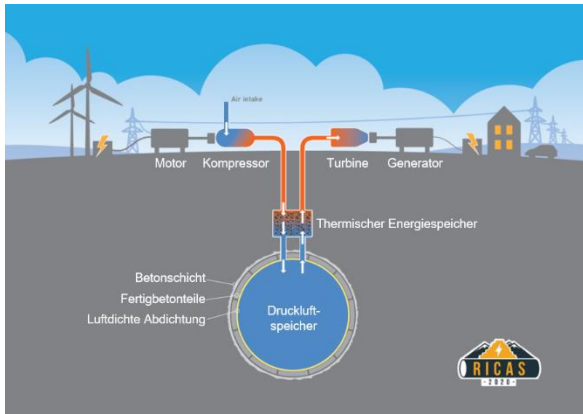 Air intake
Motor
Kompressor
Turbine
Generator
Thermischer Energiespeicher
Betonschicht
Fertigbetonteile
Luftdichte Abdichtung
Druckluft-
speicher
RICAS
-2020-